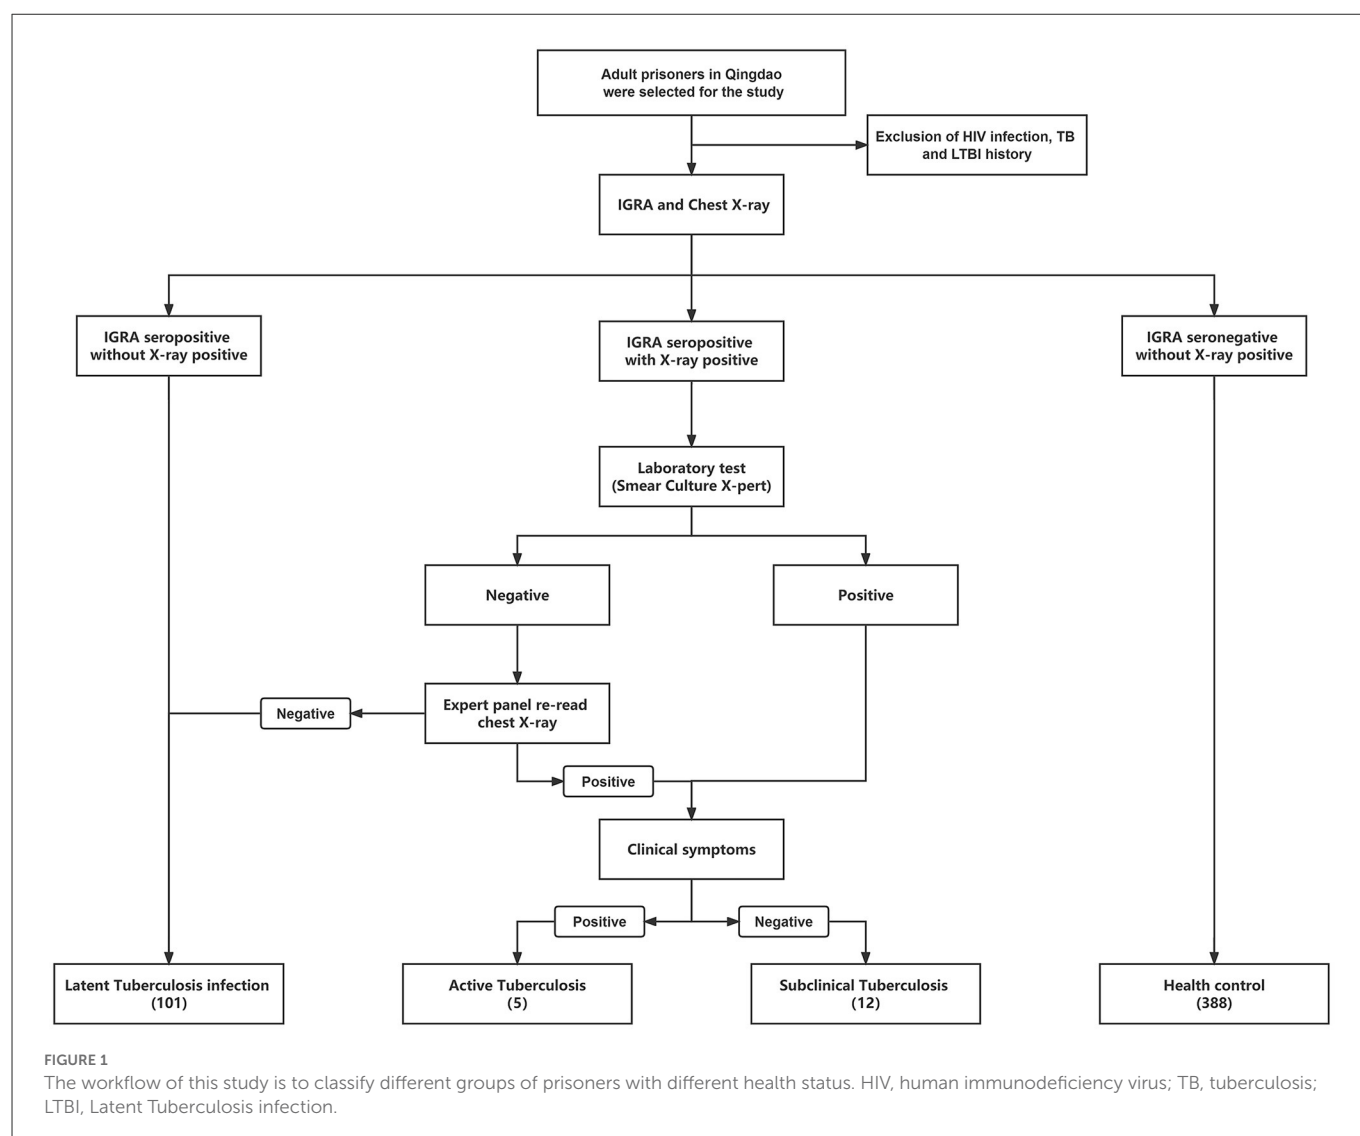 Adult prisoners in Qingdao
were selected for the study
Exclusion of HIV infection, TB
and LTBI history
IGRA and Chest X-ray
IGRA seropositive
without X-ray positive
IGRA seropositive
with X-ray positive
IGRA seronegative
without X-ray positive
Laboratory test
(Smear Culture X-pert)
Negative
Positive
Expert panel re-read
chest X-ray
Negative
Positive
Clinical symptoms
Positive
Negative
Latent Tuberculosis infection
(101)
Active Tuberculosis
(5)
Subclinical Tuberculosis
(12)
Health control
(388)
FIGURE 1
The workflow of this study is to classify different groups of prisoners with different health status. HIV, human immunodeficiency virus; TB, tuberculosis;
LTBI, Latent Tuberculosis infection.